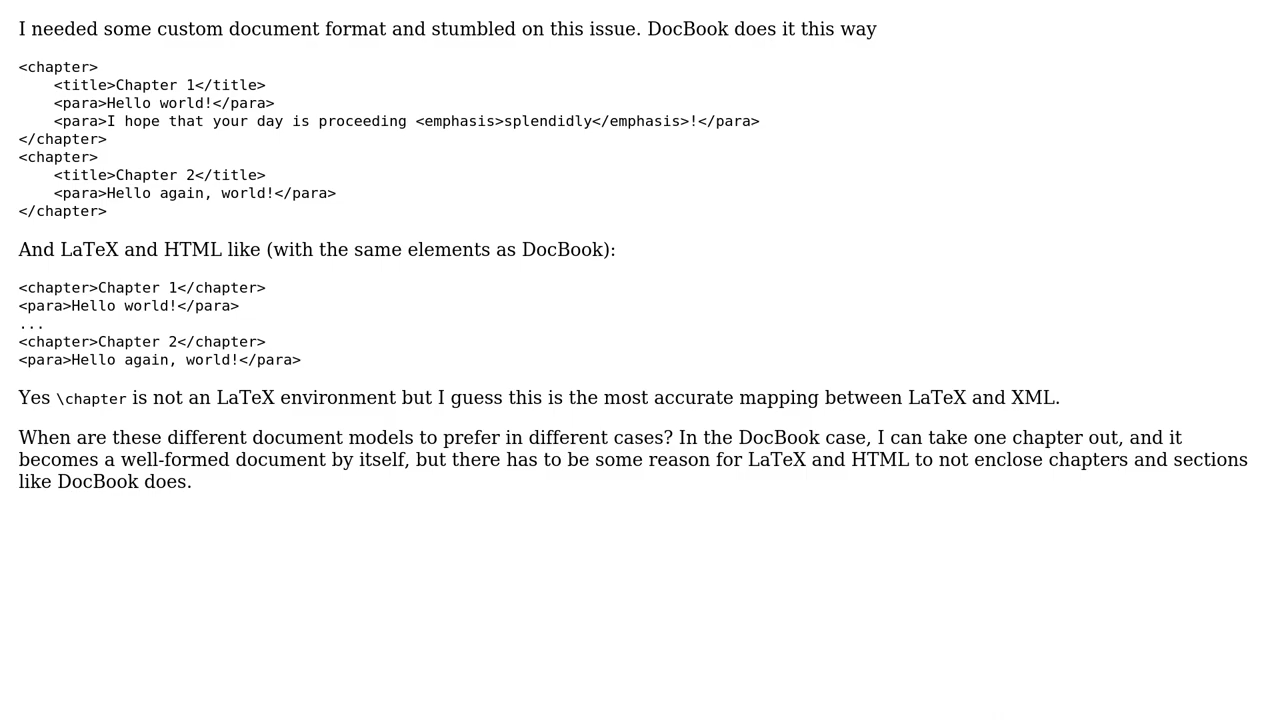 I needed some custom document format and stumbled on this issue. DocBook does it this way
<chapter>
    <title>Chapter 1</title>
    <para>Hello world!</para>
    <para>I hope that your day is proceeding <emphasis>splendidly</emphasis>!</para>
</chapter>
<chapter>
    <title>Chapter 2</title>
    <para>Hello again, world!</para>
</chapter>
And LaTeX and HTML like (with the same elements as DocBook):
<chapter>Chapter 1</chapter>
<para>Hello world!</para>
...
<chapter>Chapter 2</chapter>
<para>Hello again, world!</para>
Yes \chapter is not an LaTeX environment but I guess this is the most accurate mapping between LaTeX and XML.
When are these different document models to prefer in different cases? In the DocBook case, I can take one chapter out, and it
becomes a well-formed document by itself, but there has to be some reason for LaTeX and HTML to not enclose chapters and sections
like DocBook does.